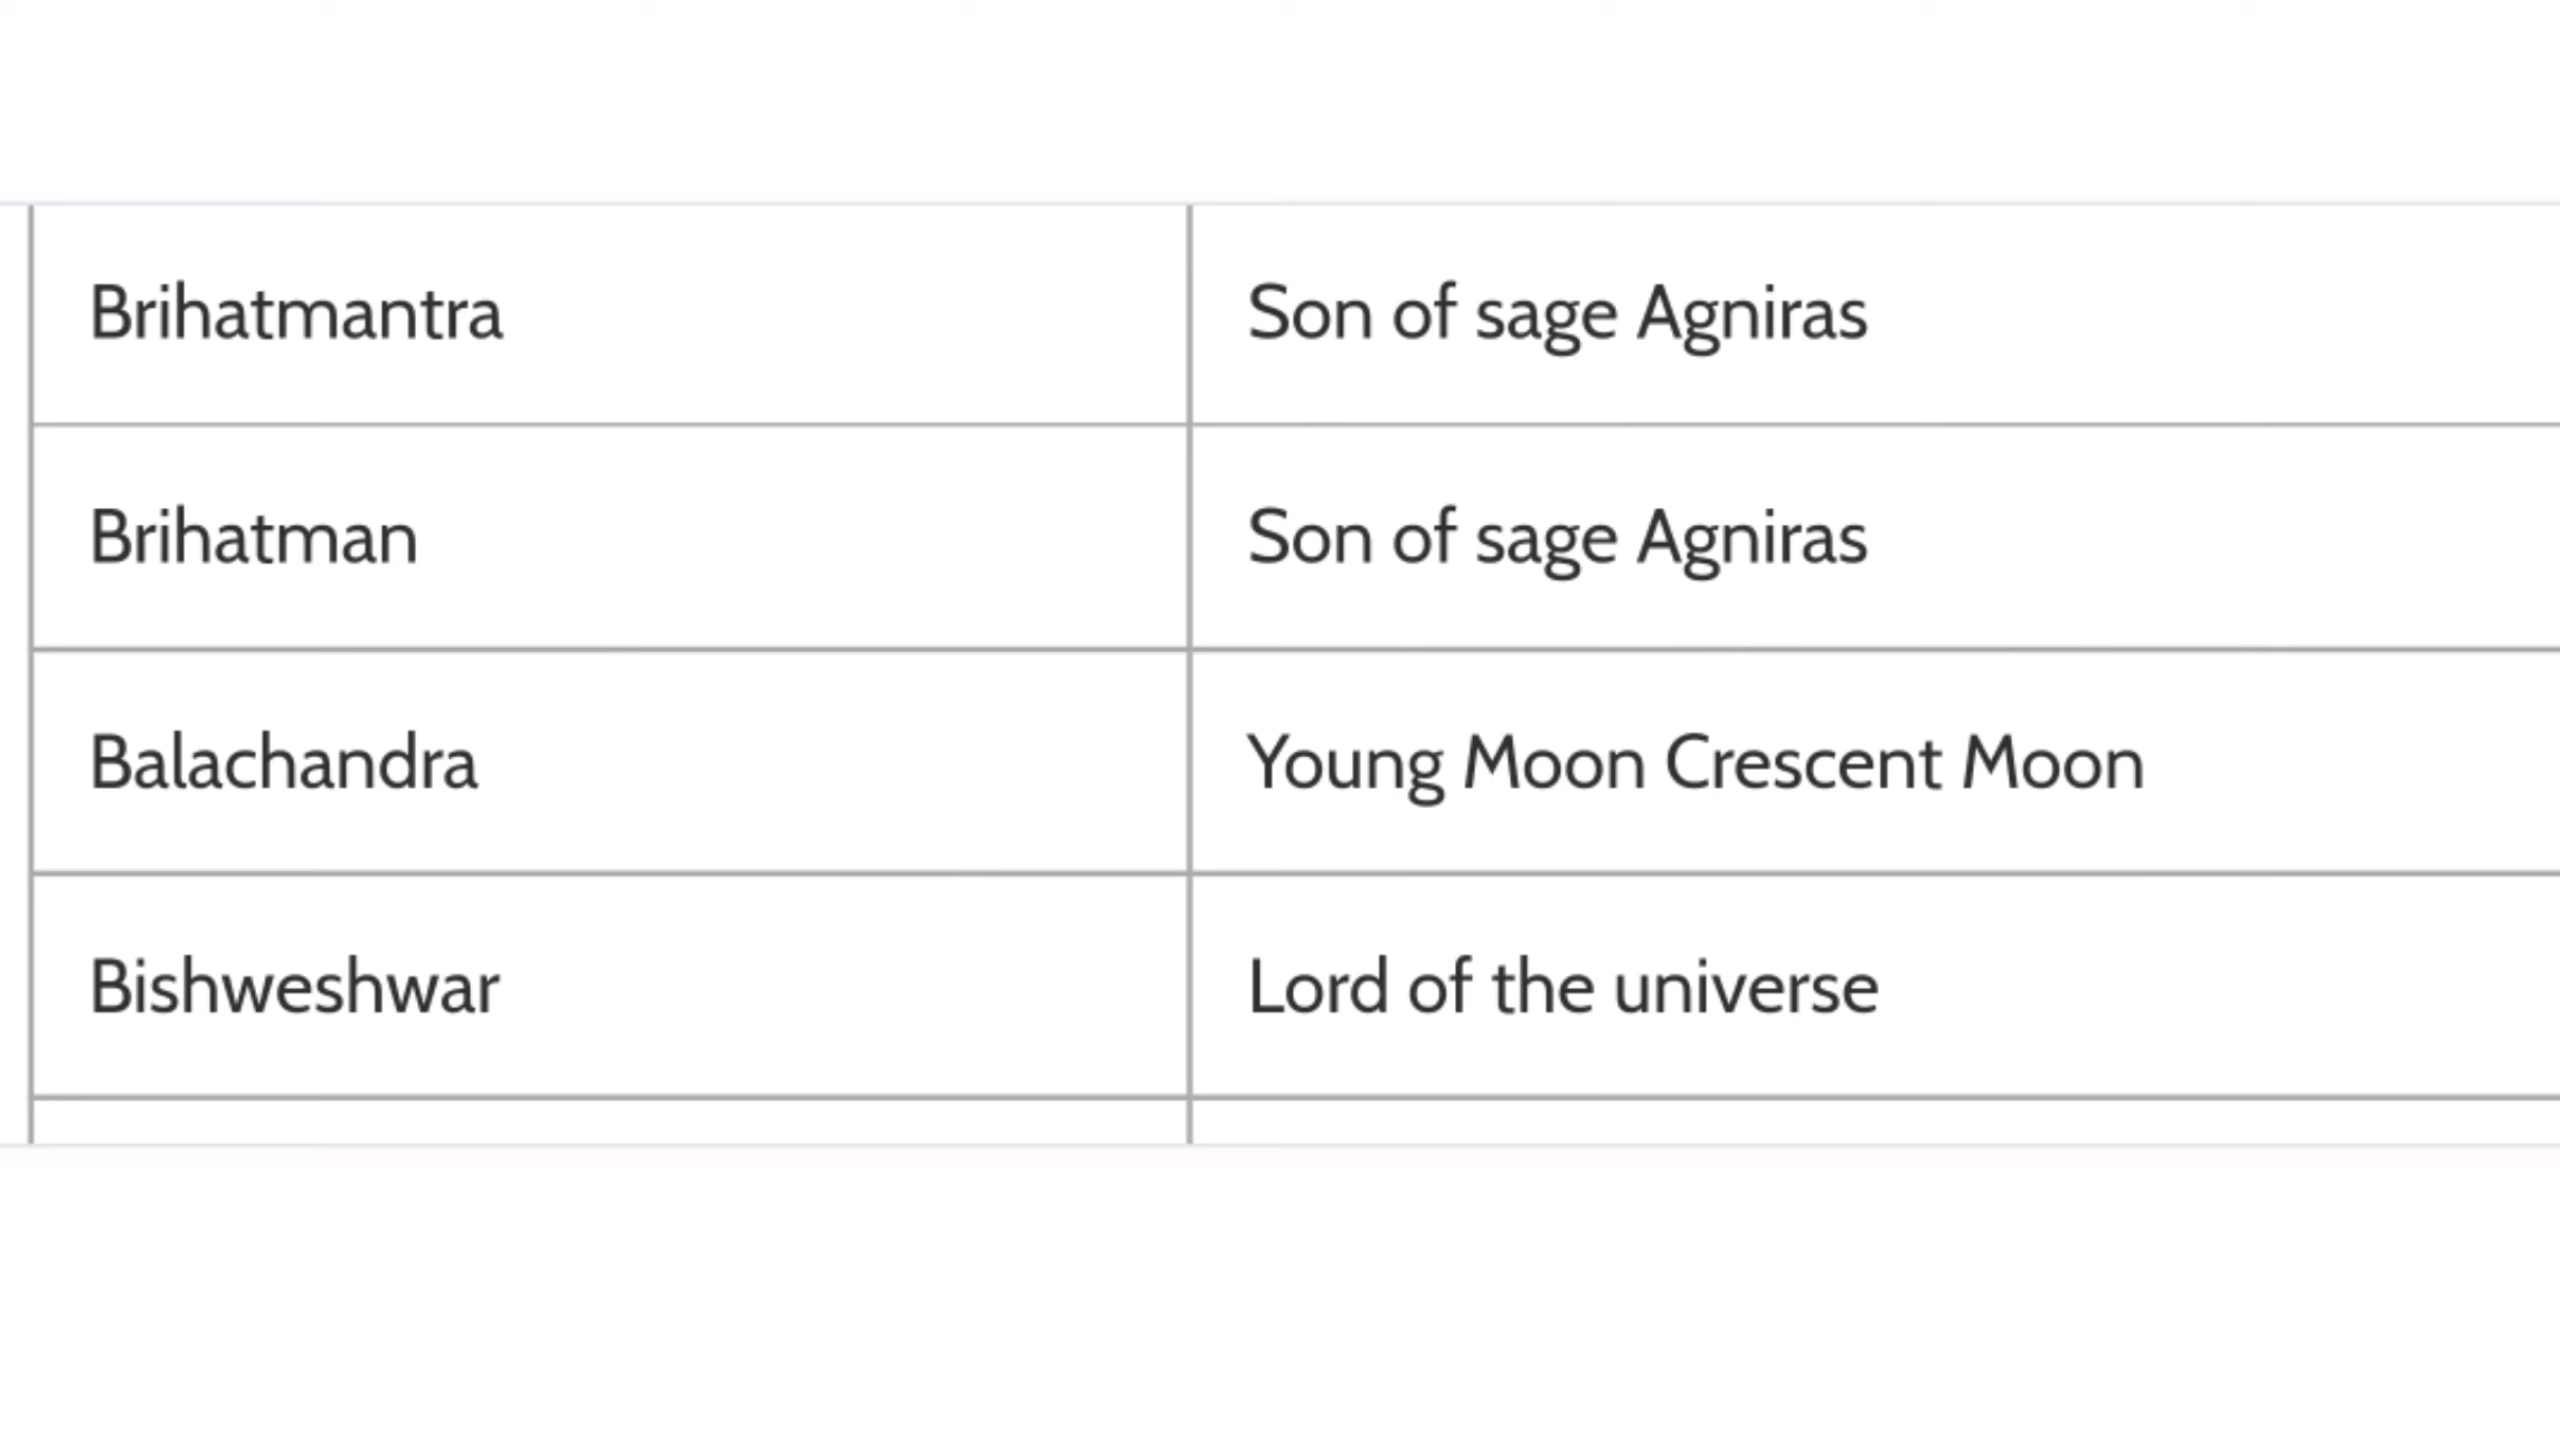 Brihatmantra Son of sage Agniras
Brihatman Son of sage Agniras
Balachandra Young Moon Crescent Moon
Bishweshwar Lord of the universe